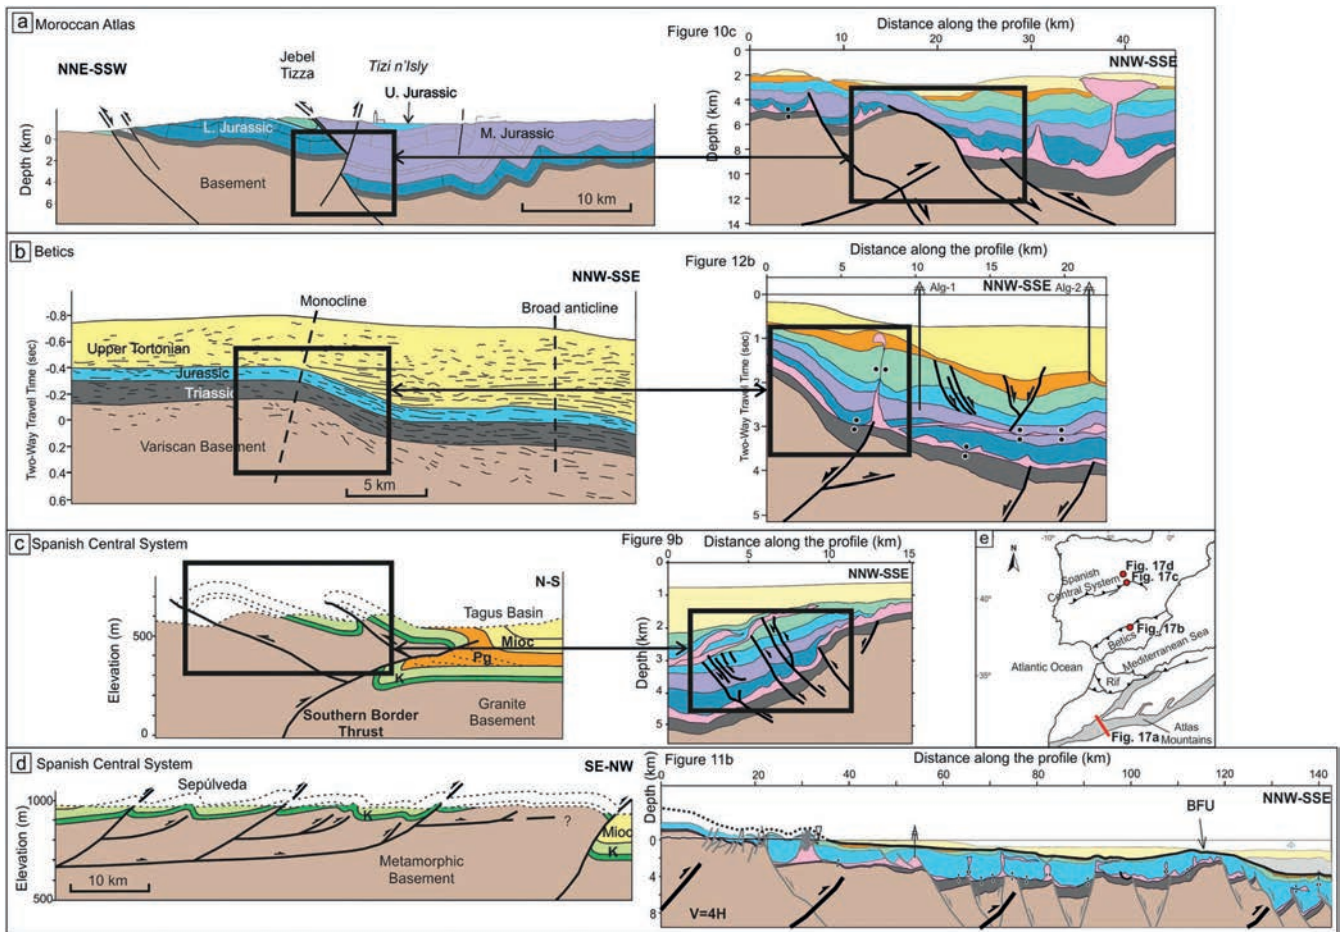 a Moroccan Atlas
NNE-SSW
Jebel
Tizza
Tizi n'Isly
U. Jurassic
L. Jurassic
M. Jurassic
Basement
Depth (km)
0
2
4
6
10 km
Figure 10c
Distance along the profile (km)
0 10 20 30 40
NNW-SSE
Depth (km)
0
2
4
6
8
10
12
14
b Betics
NNW-SSE
Monocline
Broad anticline
Upper Tortonian
Jurassic
Triassic
Variscan Basement
Two-Way Travel Time (sec)
-0.8
-0.6
-0.4
-0.2
0
0.2
0.4
0.6
5 km
Figure 12b
Distance along the profile (km)
0 5 10 15 20
Alg-1 NNW-SSE Alg-2
Two-Way Travel Time (sec)
0
1
2
3
4
5
c Spanish Central System
N-S
Tagus Basin
Mioc
Pg
K
Granite
Basement
Southern Border
Thrust
Elevation (m)
500
0
Figure 9b
Distance along the profile (km)
0 5 10 15
NNW-SSE
Depth (km)
0
1
2
3
4
5
e
-10° 0°
N
40°
35°
Spanish
Central System
Fig. 17d
Fig. 17c
Fig. 17b
Betics
Mediterranean Sea
Atlantic Ocean
Rif
Atlas
Mountains
Fig. 17a
d Spanish Central System
SE-NW
Sepúlveda
K
?
Mioc
K
Metamorphic
Basement
Elevation (m)
1000
500
10 km
Figure 11b
Distance along the profile (km)
0 20 40 60 80 100 120 140
BFU
NNW-SSE
Depth (km)
0
4
8
V=4H